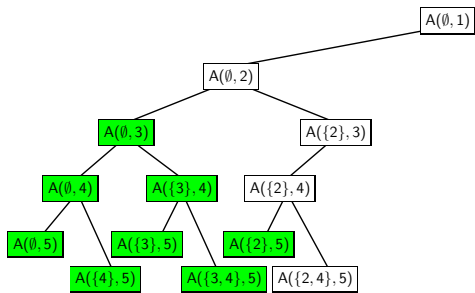 A(∅, 1)
A(∅, 2)
A(∅, 3)
A({2}, 3)
A(∅, 4)
A({3}, 4)
A({2}, 4)
A(∅, 5)
A({3}, 5)
A({2}, 5)
A({4}, 5)
A({3, 4}, 5)
A({2, 4}, 5)